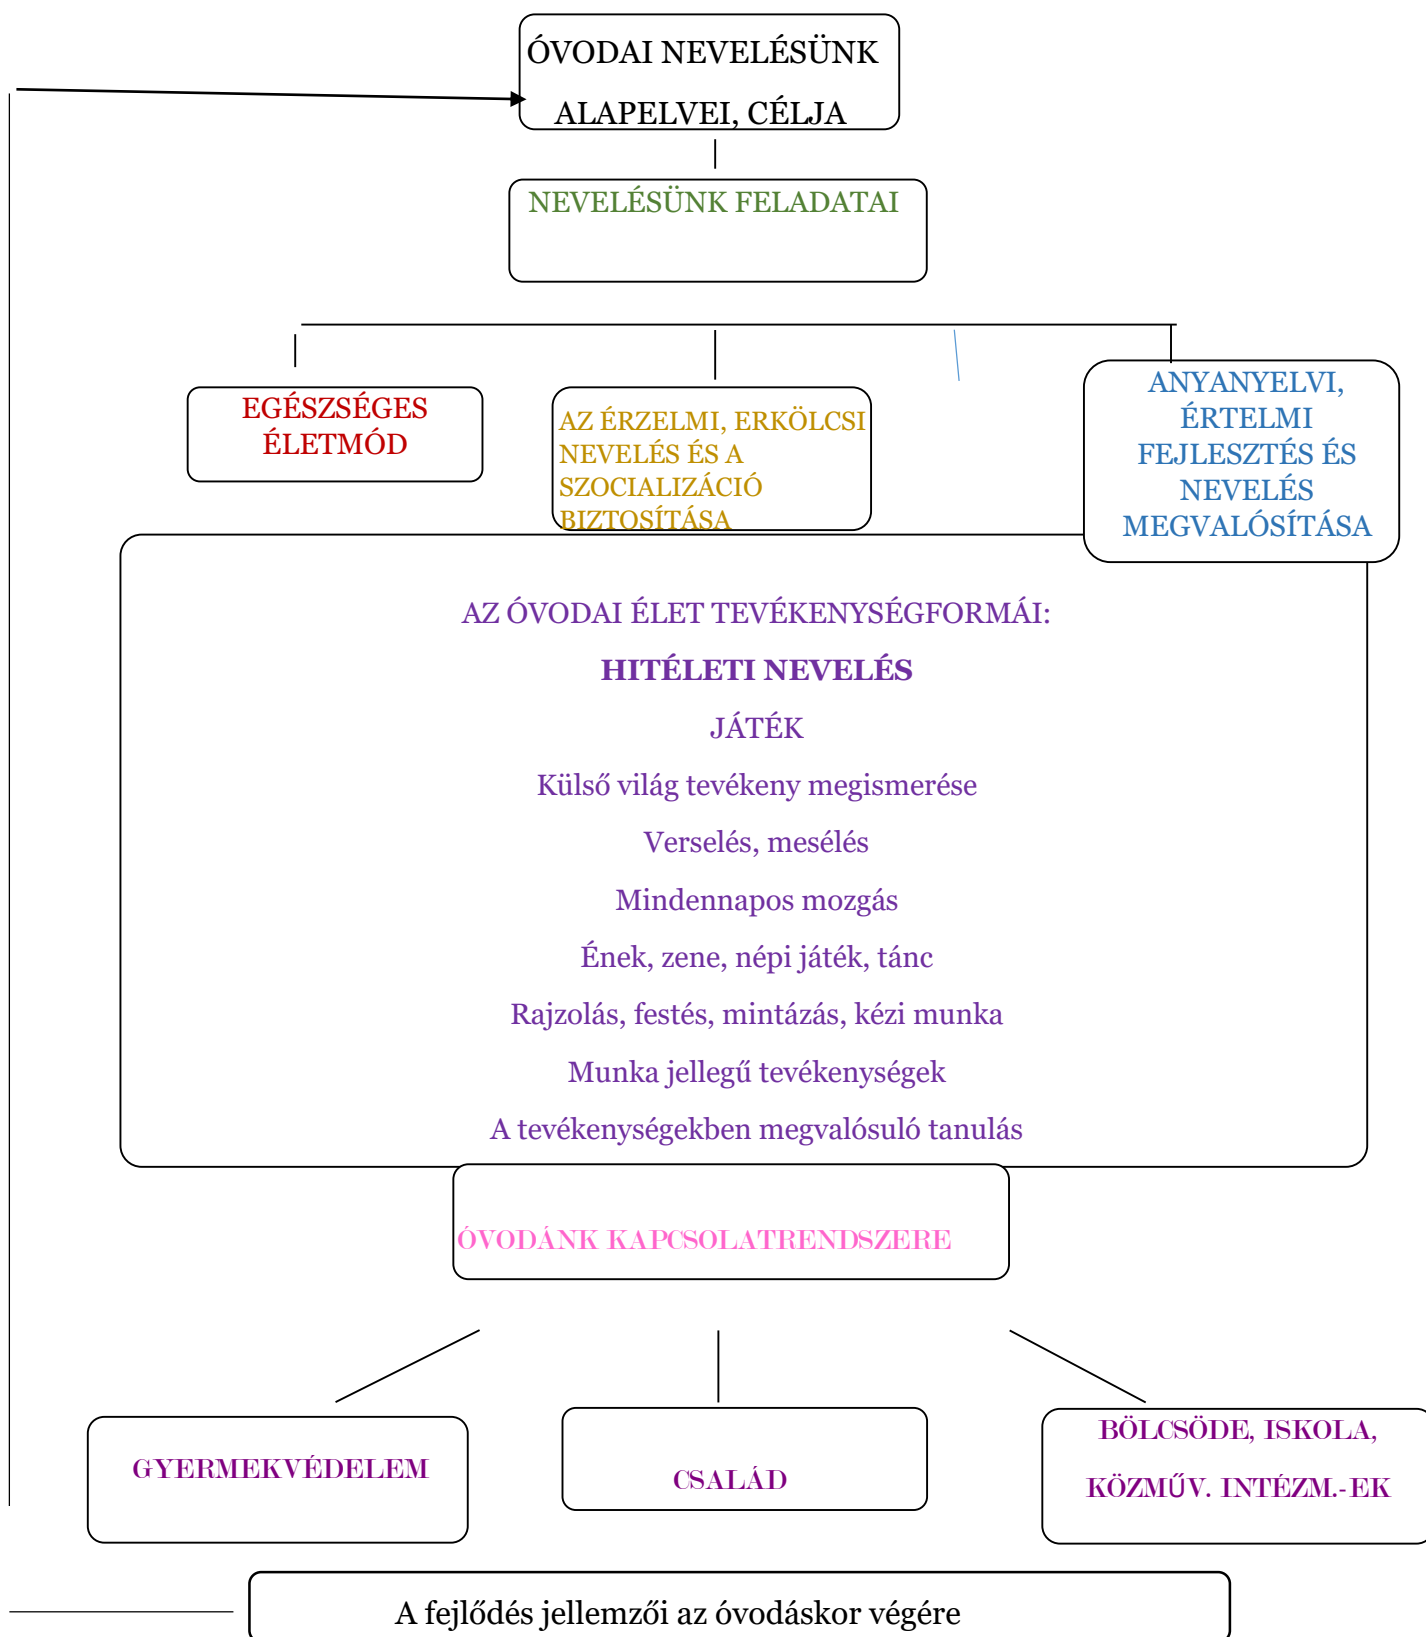 ÓVODAI NEVELÉSÜNK
ALAPELVEI, CÉLJA
NEVELÉSÜNK FELADATAI
EGÉSZSÉGES
ÉLETMÓD
AZ ÉRZELMI, ERKÖLCSI
NEVELÉS ÉS A
SZOCIALIZÁCIÓ
BIZTOSÍTÁSA
ANYANYELVI,
ÉRTELMI
FEJLESZTÉS ÉS
NEVELÉS
MEGVALÓSÍTÁSA
AZ ÓVODAI ÉLET TEVÉKENYSÉGFORMÁI:
HITÉLETI NEVELÉS
JÁTÉK
Külső világ tevékeny megismerése
Verselés, mesélés
Mindennapos mozgás
Ének, zene, népi játék, tánc
Rajzolás, festés, mintázás, kézi munka
Munka jellegű tevékenységek
A tevékenységekben megvalósuló tanulás
ÓVODÁNK KAPCSOLATRENDSZERE
GYERMEKVÉDELEM
CSALÁD
BÖLCSÖDE, ISKOLA,
KÖZMŰV. INTÉZM.-EK
A fejlődés jellemzői az óvodáskor végére